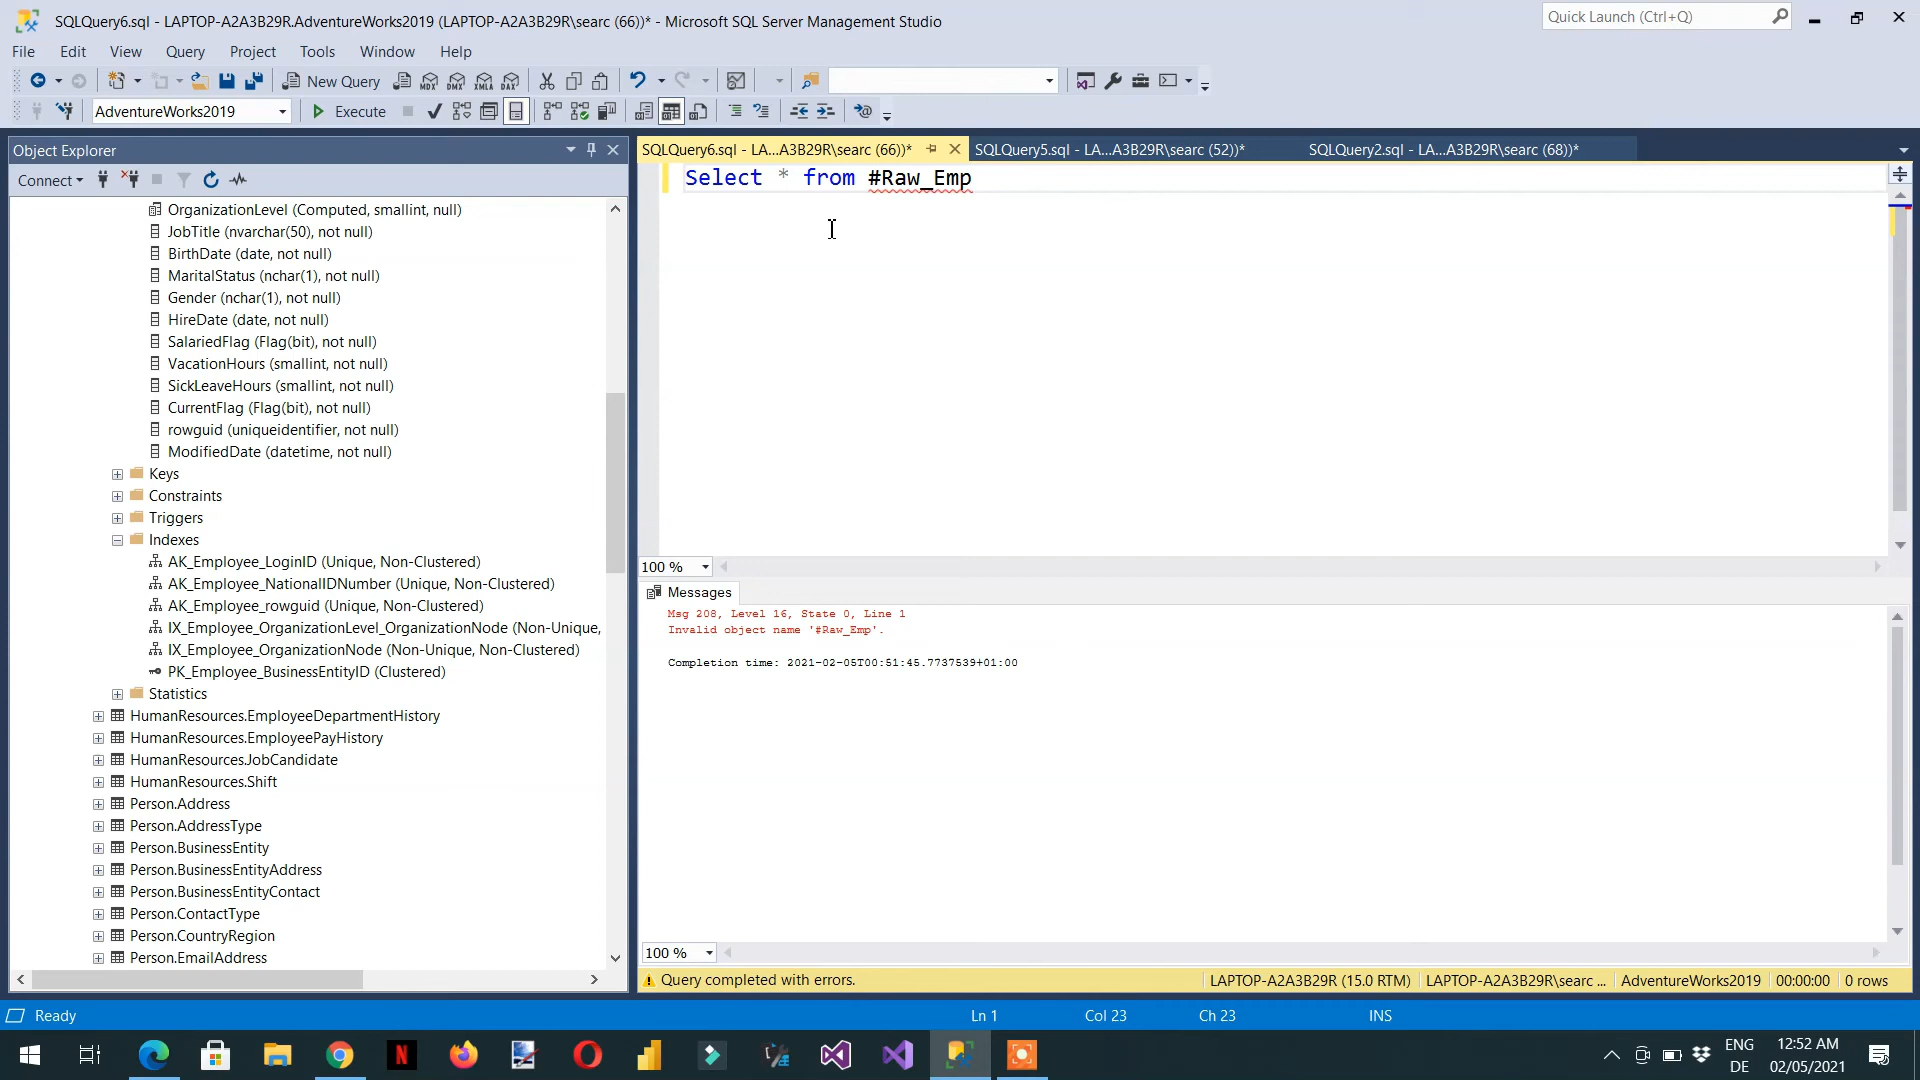 SQLQuery6.sql - LAPTOP-A2A3B29R.AdventureWorks2019 (LAPTOP-A2A3B29R\searc (66))* - Microsoft SQL Server Management Studio
Quick Launch (Ctrl+Q)
File Edit View Query Project Tools Window Help
New Query
MDX DMX XMLA DAX
AdventureWorks2019
Execute
Object Explorer
SQLQuery6.sql - LA...A3B29R\searc (66))*
SQLQuery5.sql - LA...A3B29R\searc (52))*
SQLQuery2.sql - LA...A3B29R\searc (68))*
Connect
Select * from #Raw_Emp
OrganizationLevel (Computed, smallint, null)
JobTitle (nvarchar(50), not null)
BirthDate (date, not null)
MaritalStatus (nchar(1), not null)
Gender (nchar(1), not null)
HireDate (date, not null)
SalariedFlag (Flag(bit), not null)
VacationHours (smallint, not null)
SickLeaveHours (smallint, not null)
CurrentFlag (Flag(bit), not null)
rowguid (uniqueidentifier, not null)
ModifiedDate (datetime, not null)
Keys
Constraints
Triggers
Indexes
AK_Employee_LoginID (Unique, Non-Clustered)
AK_Employee_NationalIDNumber (Unique, Non-Clustered)
AK_Employee_rowguid (Unique, Non-Clustered)
IX_Employee_OrganizationLevel_OrganizationNode (Non-Unique,
IX_Employee_OrganizationNode (Non-Unique, Non-Clustered)
PK_Employee_BusinessEntityID (Clustered)
Statistics
HumanResources.EmployeeDepartmentHistory
HumanResources.EmployeePayHistory
HumanResources.JobCandidate
HumanResources.Shift
Person.Address
Person.AddressType
Person.BusinessEntity
Person.BusinessEntityAddress
Person.BusinessEntityContact
Person.ContactType
Person.CountryRegion
Person.EmailAddress
100 %
Messages
Msg 208, Level 16, State 0, Line 1
Invalid object name '#Raw_Emp'.
Completion time: 2021-02-05T00:51:45.7737539+01:00
100 %
Query completed with errors.
LAPTOP-A2A3B29R (15.0 RTM)
LAPTOP-A2A3B29R\searc ...
AdventureWorks2019
00:00:00
0 rows
Ready
Ln 1
Col 23
Ch 23
INS
N
ENG
DE
12:52 AM
02/05/2021